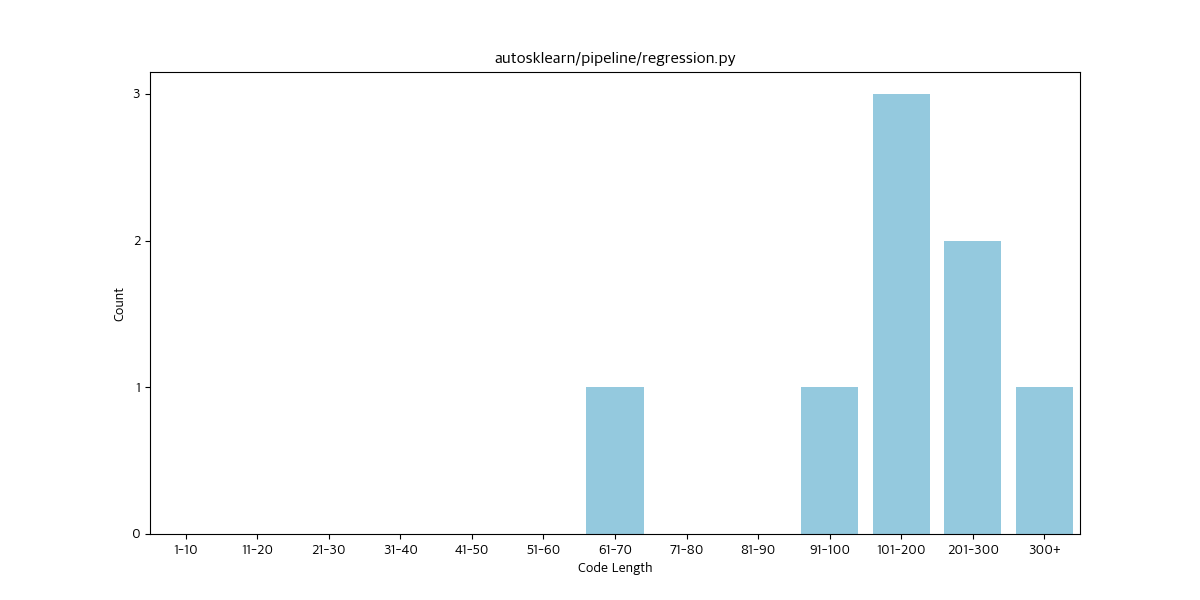 autosklearn/pipeline/regression.py
3
2
1
0
Count
1-10 11-20 21-30 31-40 41-50 51-60 61-70 71-80 81-90 91-100 101-200 201-300 300+
Code Length